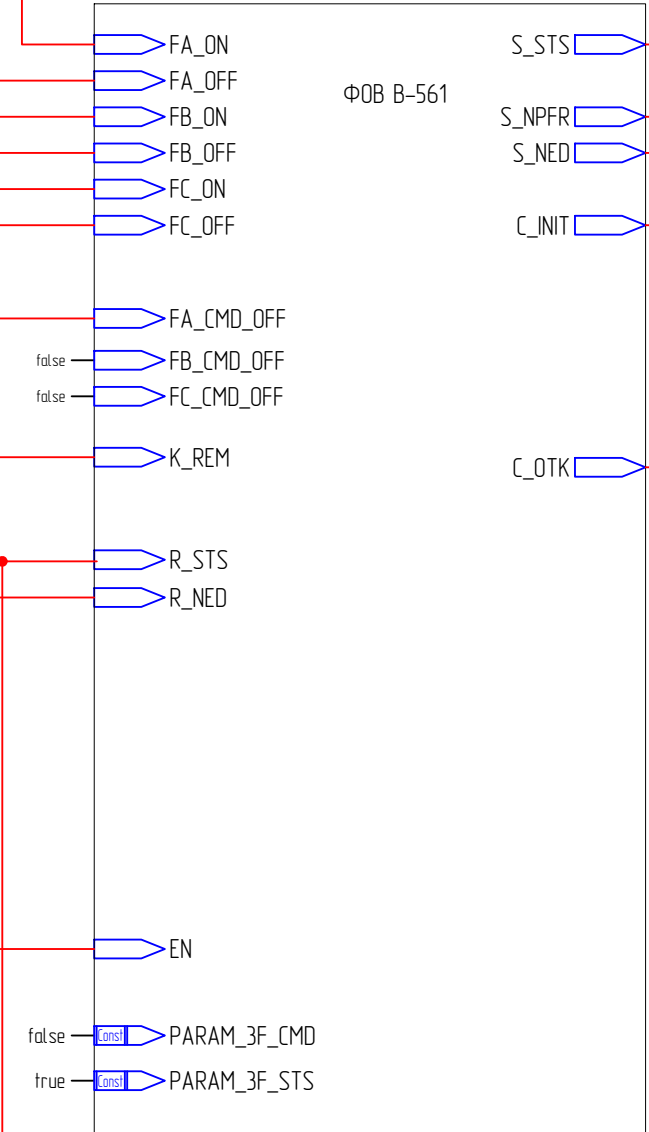 FA_ON S_STS
FA_OFF
ФОВ В-561
FB_ON S_NPFR
FB_OFF S_NED
FC_ON
FC_OFF C_INIT
FA_CMD_OFF
false FB_CMD_OFF
false FC_CMD_OFF
K_REM C_OTK
R_STS
R_NED
EN
false Const PARAM_3F_CMD
true Const PARAM_3F_STS